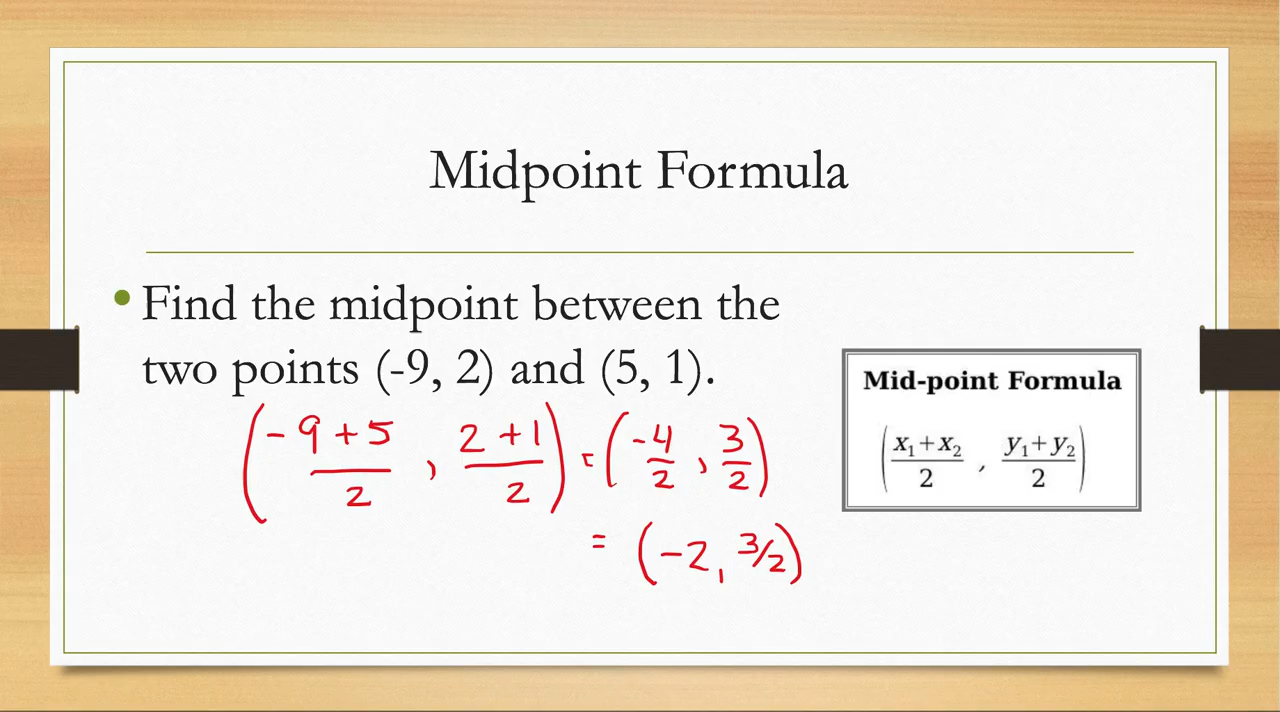 Midpoint Formula
• Find the midpoint between the
two points (-9, 2) and (5, 1).
(-9+5/2, 2+1/2) = (-4/2, 3/2)
= (-2, 3/2)
Mid-point Formula
(x₁+x₂/2 , y₁+y₂/2)